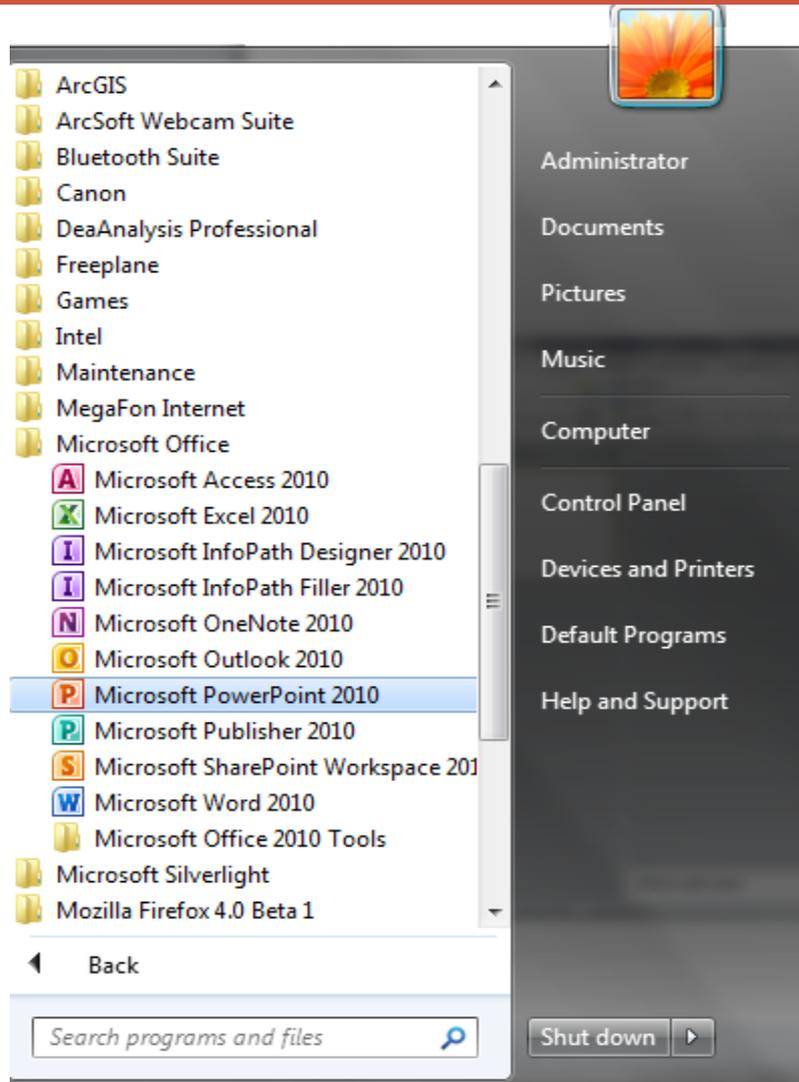 ArcGIS
ArcSoft Webcam Suite
Bluetooth Suite
Canon
DeaAnalysis Professional
Freeplane
Games
Intel
Maintenance
MegaFon Internet
Microsoft Office
A Microsoft Access 2010
X Microsoft Excel 2010
I Microsoft InfoPath Designer 2010
I Microsoft InfoPath Filler 2010
N Microsoft OneNote 2010
O Microsoft Outlook 2010
P Microsoft PowerPoint 2010
P Microsoft Publisher 2010
S Microsoft SharePoint Workspace 201
W Microsoft Word 2010
Microsoft Office 2010 Tools
Microsoft Silverlight
Mozilla Firefox 4.0 Beta 1
Back
Search programs and files
Administrator
Documents
Pictures
Music
Computer
Control Panel
Devices and Printers
Default Programs
Help and Support
Shut down